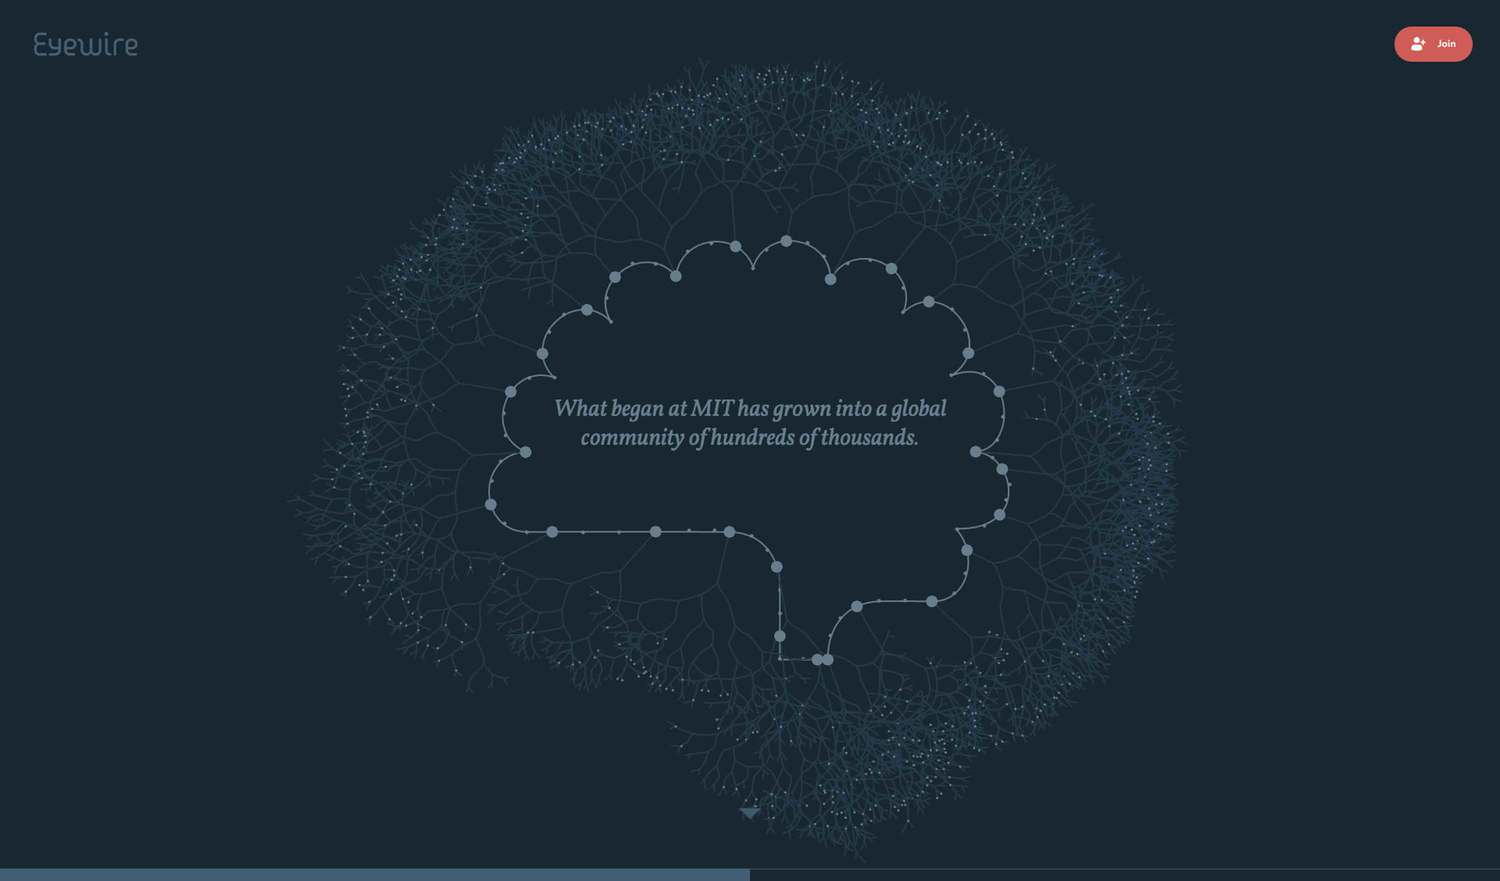 Eyewire
Join
What began at MIT has grown into a global
community of hundreds of thousands.